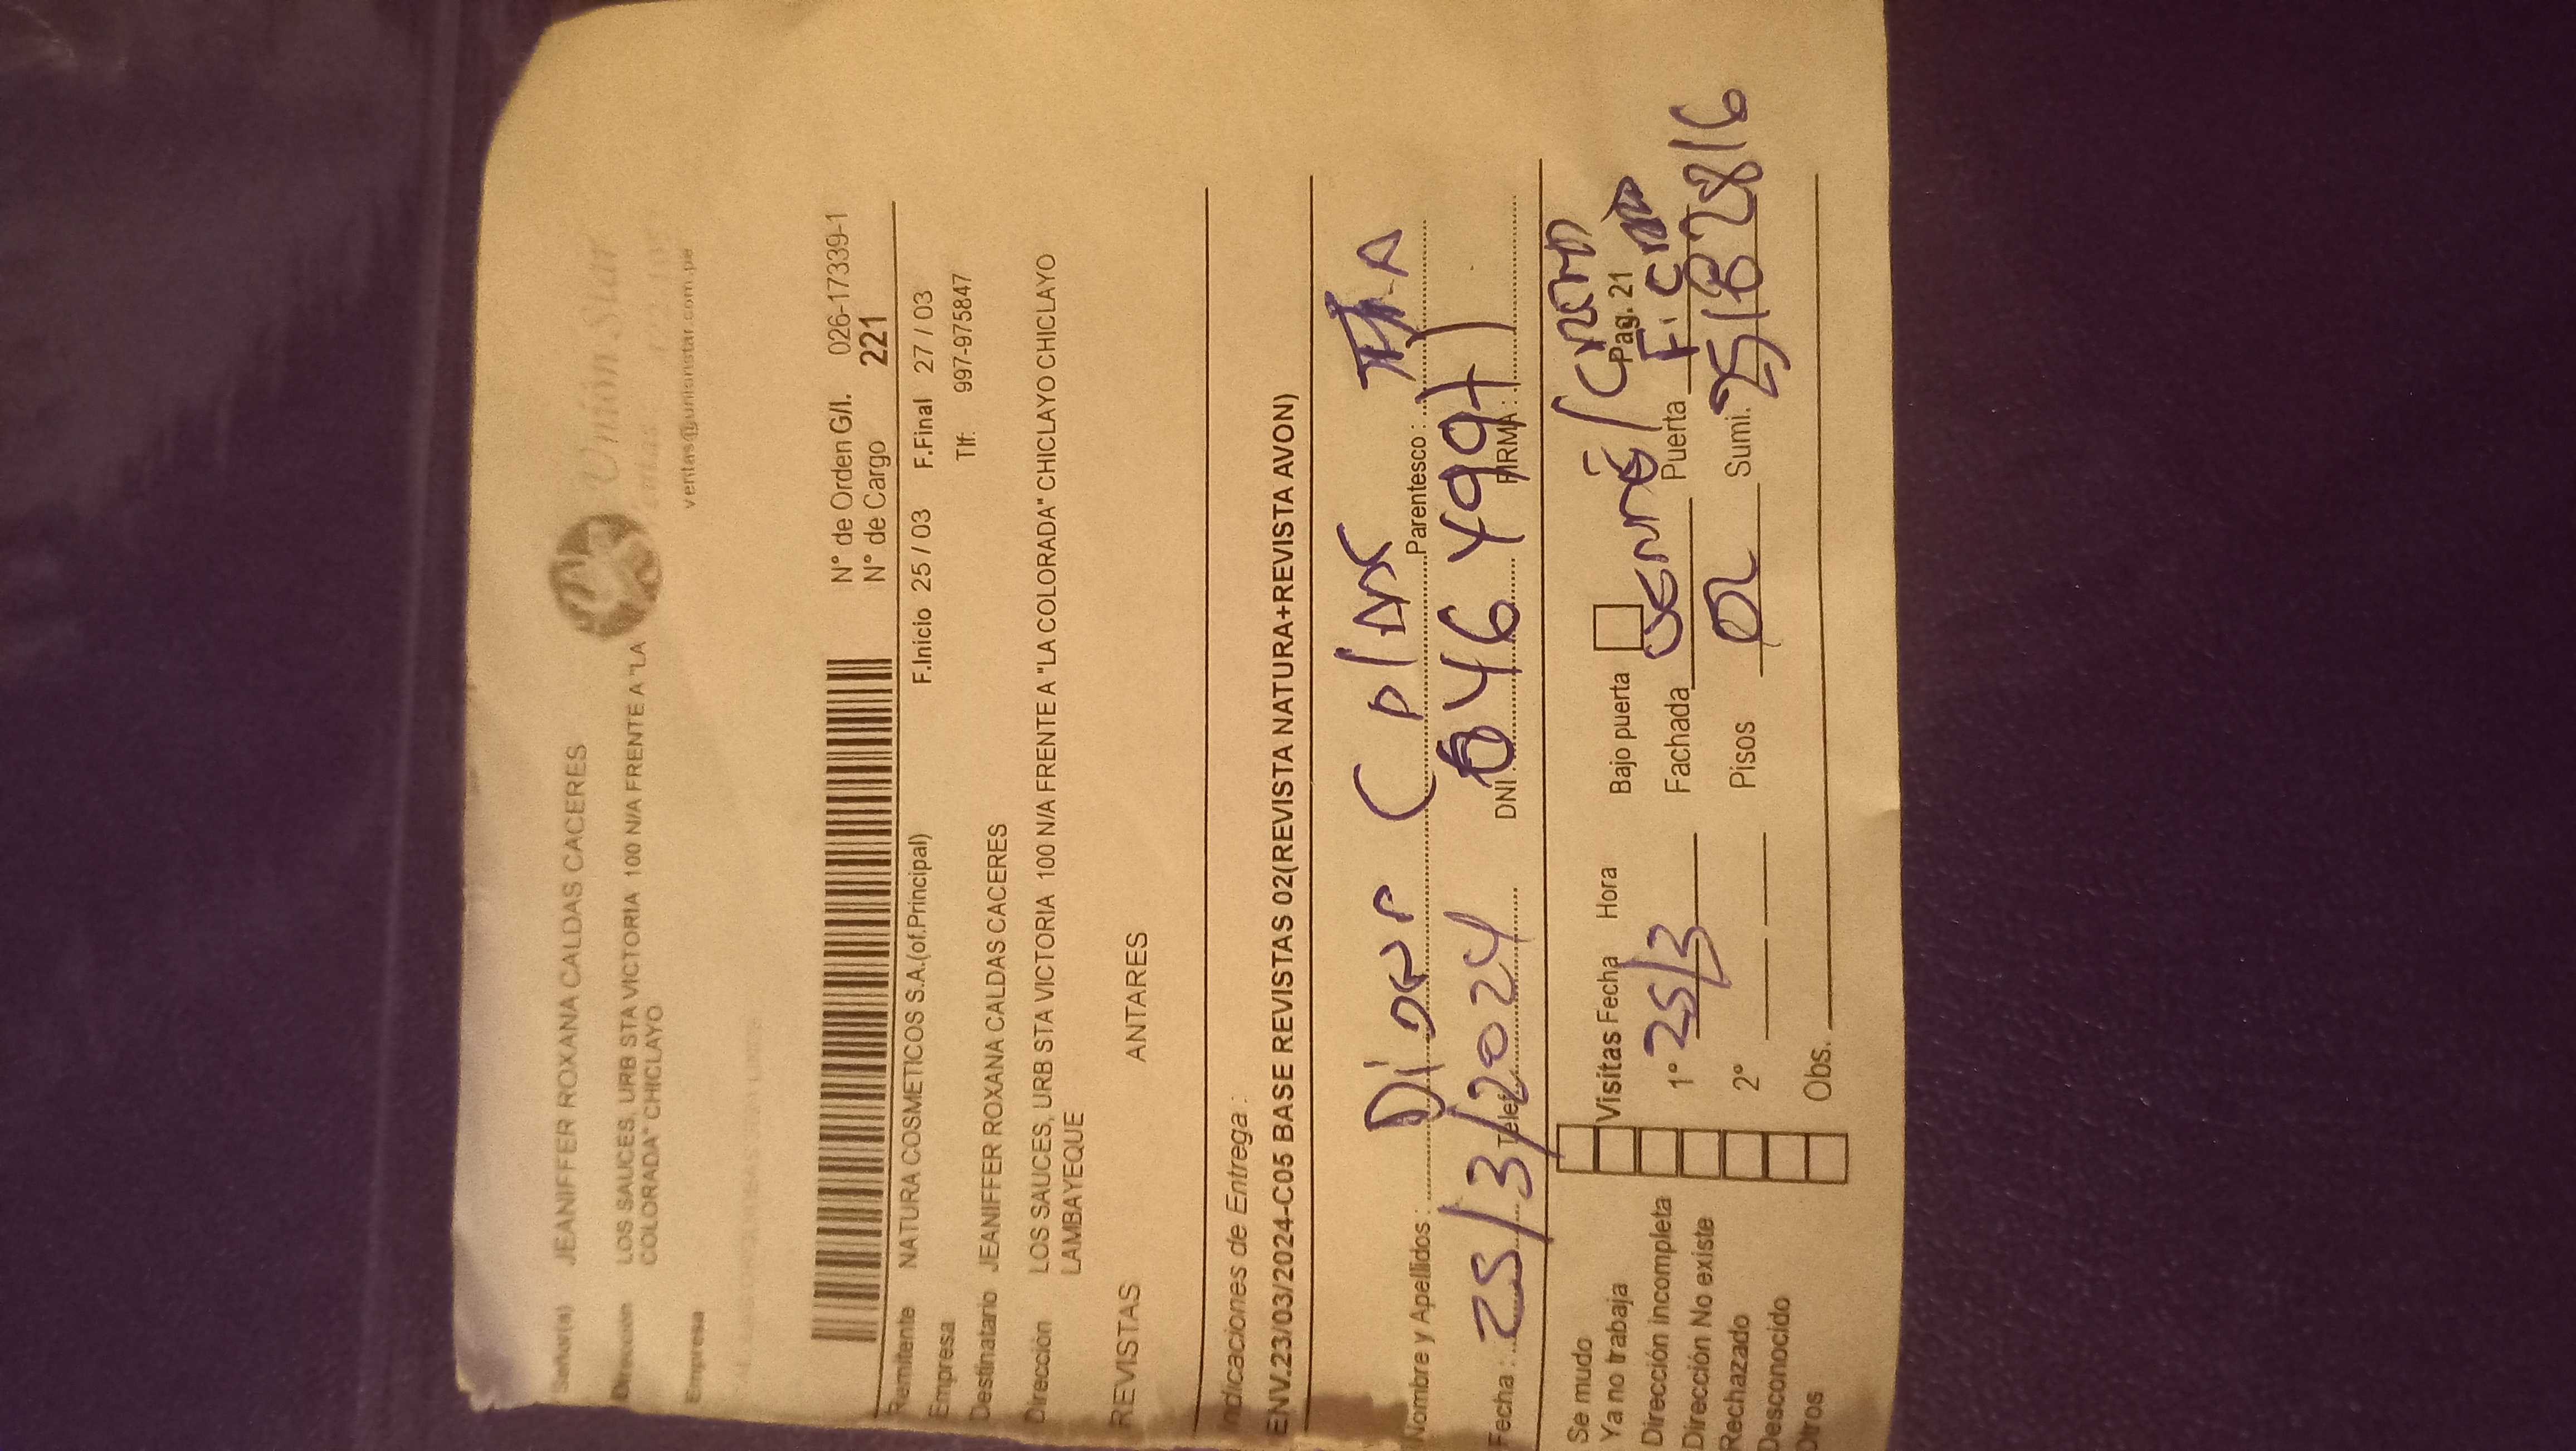 Señor(a) JEANIFFER ROXANA CALDAS CACERES
Dirección LOS SAUCES, URB STA VICTORIA 100 N/A FRENTE A "LA
COLORADA" CHICLAYO
Empresa
Unión Star
ventas@unionstar.com.pe
N° de Orden G/I. 026-17339-1
N° de Cargo 221
Remitente NATURA COSMETICOS S.A.(of.Principal)
F.Inicio 25 / 03 F.Final 27 / 03
Empresa
Tlf: 997-975847
Destinatario JEANIFFER ROXANA CALDAS CACERES
Dirección LOS SAUCES, URB STA VICTORIA 100 N/A FRENTE A "LA COLORADA" CHICLAYO CHICLAYO
LAMBAYEQUE
REVISTAS ANTARES
Indicaciones de Entrega :
ENV.23/03/2024-C05 BASE REVISTAS 02(REVISTA NATURA+REVISTA AVON)
Nombre y Apellidos : Parentesco :
Fecha : 25/3/2024 Telef DNI FIRMA :
Se mudo
Ya no trabaja
Dirección incompleta
Dirección No existe
Rechazado
Desconocido
Otros
Visitas Fecha Hora
1° 25/3
2°
Obs.
Bajo puerta Pag. 21
Fachada Puerta
Pisos Sumi.